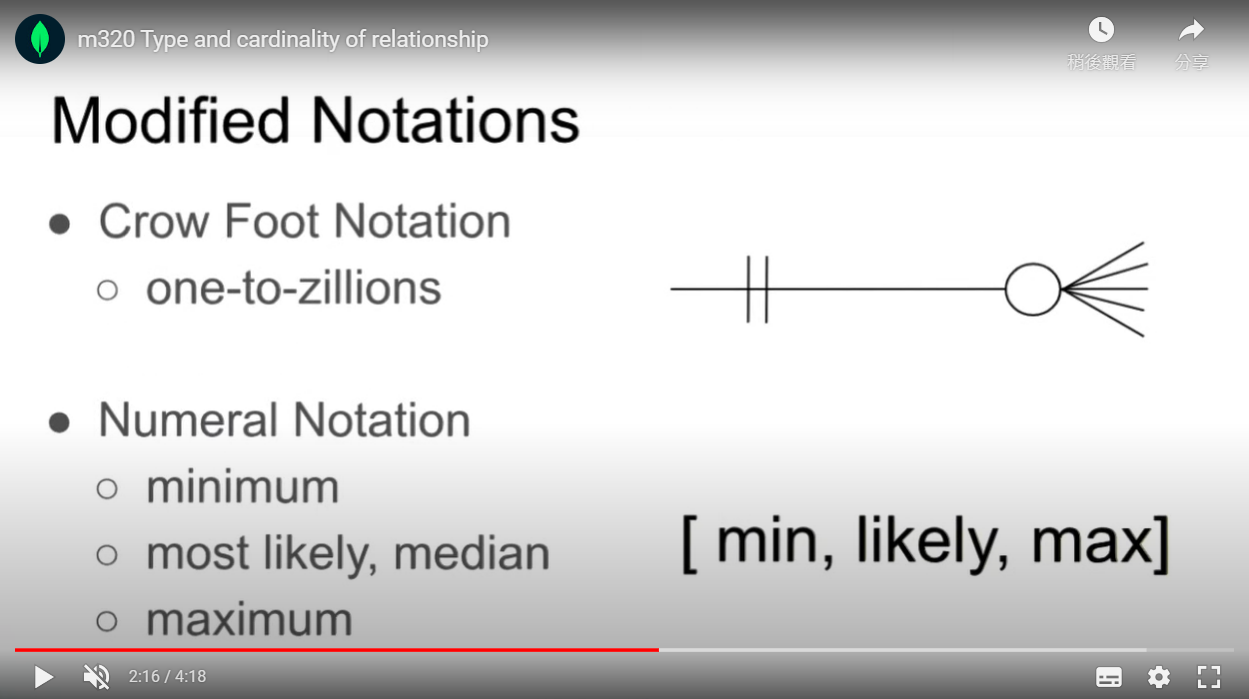 m320 Type and cardinality of relationship
稍後觀看
分享
Modified Notations
● Crow Foot Notation
○ one-to-zillions
● Numeral Notation
○ minimum
○ most likely, median
○ maximum
[ min, likely, max]
2:16 / 4:18